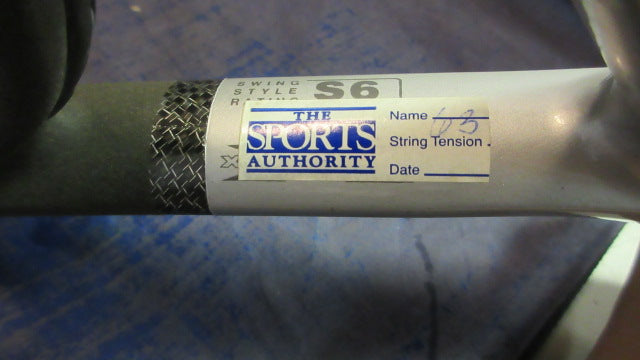 SWING
STYLE
RATING
S6
THE
SPORTS
AUTHORITY
Name 63
String Tension
Date